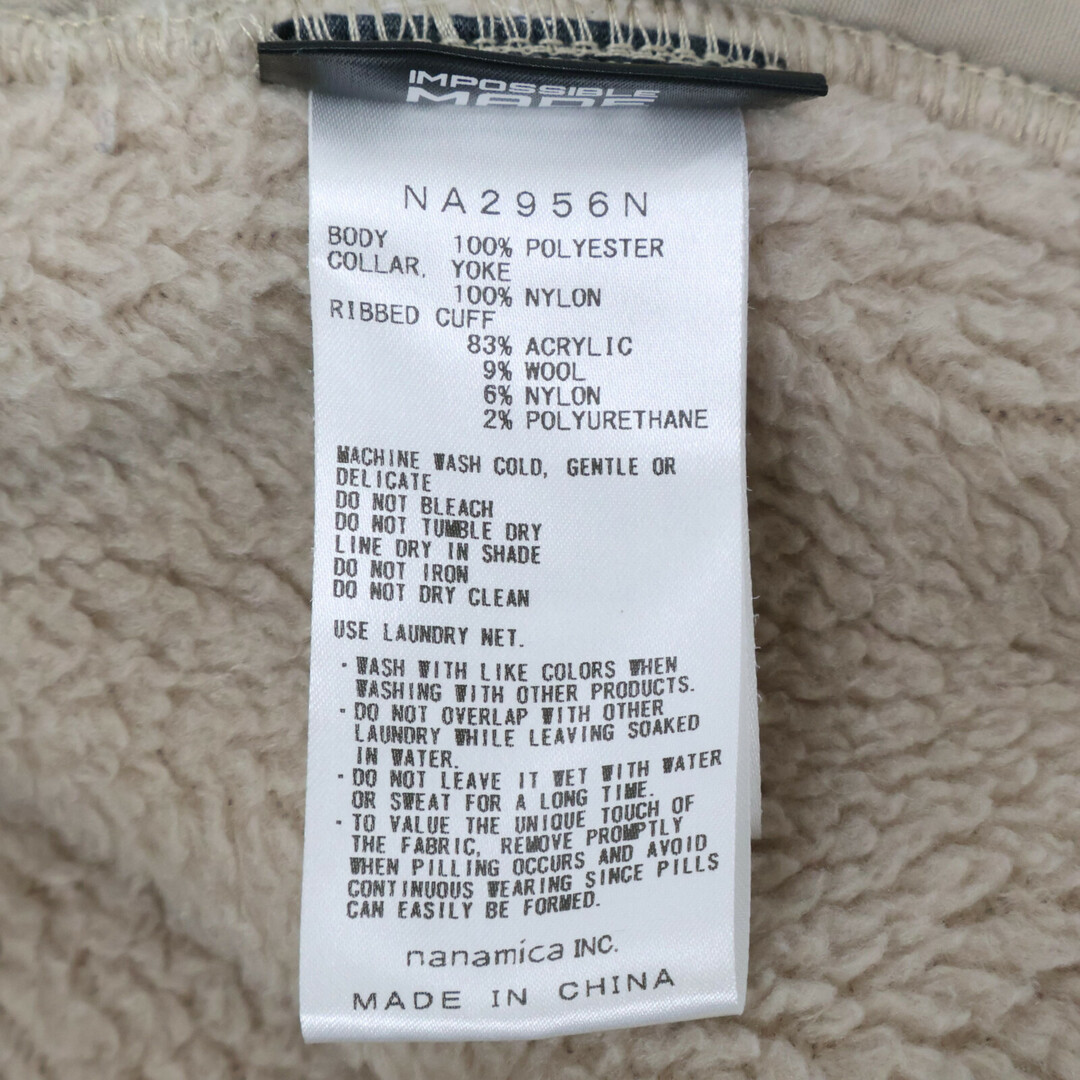 IMPOSSIBLE
MADE
NA2956N
BODY 100% POLYESTER
COLLAR, YOKE
100% NYLON
RIBBED CUFF
83% ACRYLIC
9% WOOL
6% NYLON
2% POLYURETHANE
MACHINE WASH COLD, GENTLE OR
DELICATE
DO NOT BLEACH
DO NOT TUMBLE DRY
LINE DRY IN SHADE
DO NOT IRON
DO NOT DRY CLEAN
USE LAUNDRY NET.
・WASH WITH LIKE COLORS WHEN
WASHING WITH OTHER PRODUCTS.
・DO NOT OVERLAP WITH OTHER
LAUNDRY WHILE LEAVING SOAKED
IN WATER.
・DO NOT LEAVE IT WET WITH WATER
OR SWEAT FOR A LONG TIME.
・TO VALUE THE UNIQUE TOUCH OF
THE FABRIC, REMOVE PROMPTLY
WHEN PILLING OCCURS AND AVOID
CONTINUOUS WEARING SINCE PILLS
CAN EASILY BE FORMED.
nanamica INC.
MADE IN CHINA